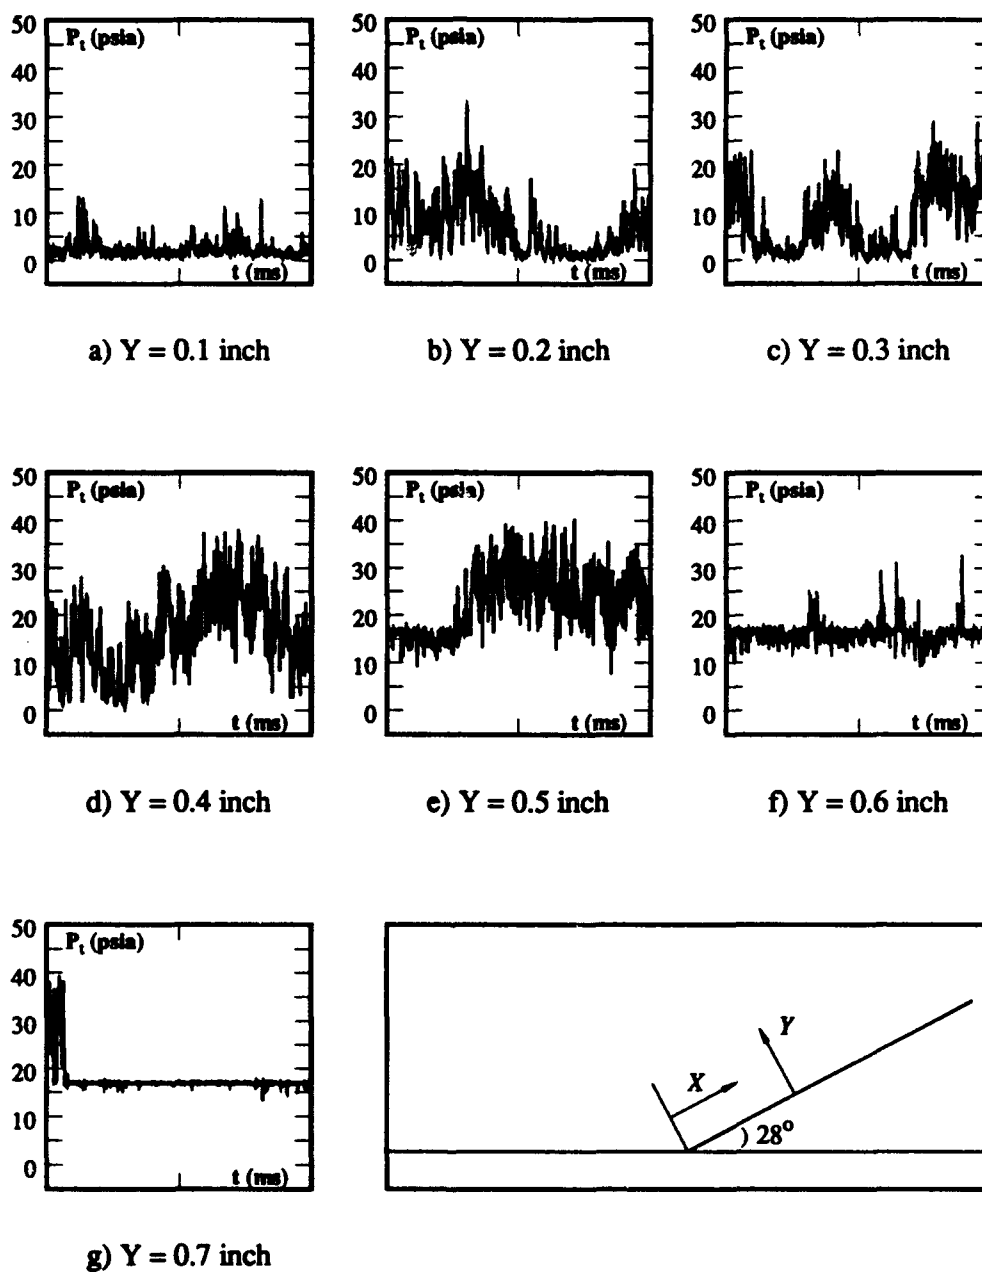 50
40
30
20
10
0
P_t (psia)
t (ms)
50
40
30
20
10
0
P_t (psia)
t (ms)
50
40
30
20
10
0
P_t (psia)
t (ms)
a) Y = 0.1 inch
b) Y = 0.2 inch
c) Y = 0.3 inch
50
40
30
20
10
0
P_t (psia)
t (ms)
50
40
30
20
10
0
P_t (psia)
t (ms)
50
40
30
20
10
0
P_t (psia)
t (ms)
d) Y = 0.4 inch
e) Y = 0.5 inch
f) Y = 0.6 inch
50
40
30
20
10
0
P_t (psia)
t (ms)
Y
X
28°
g) Y = 0.7 inch